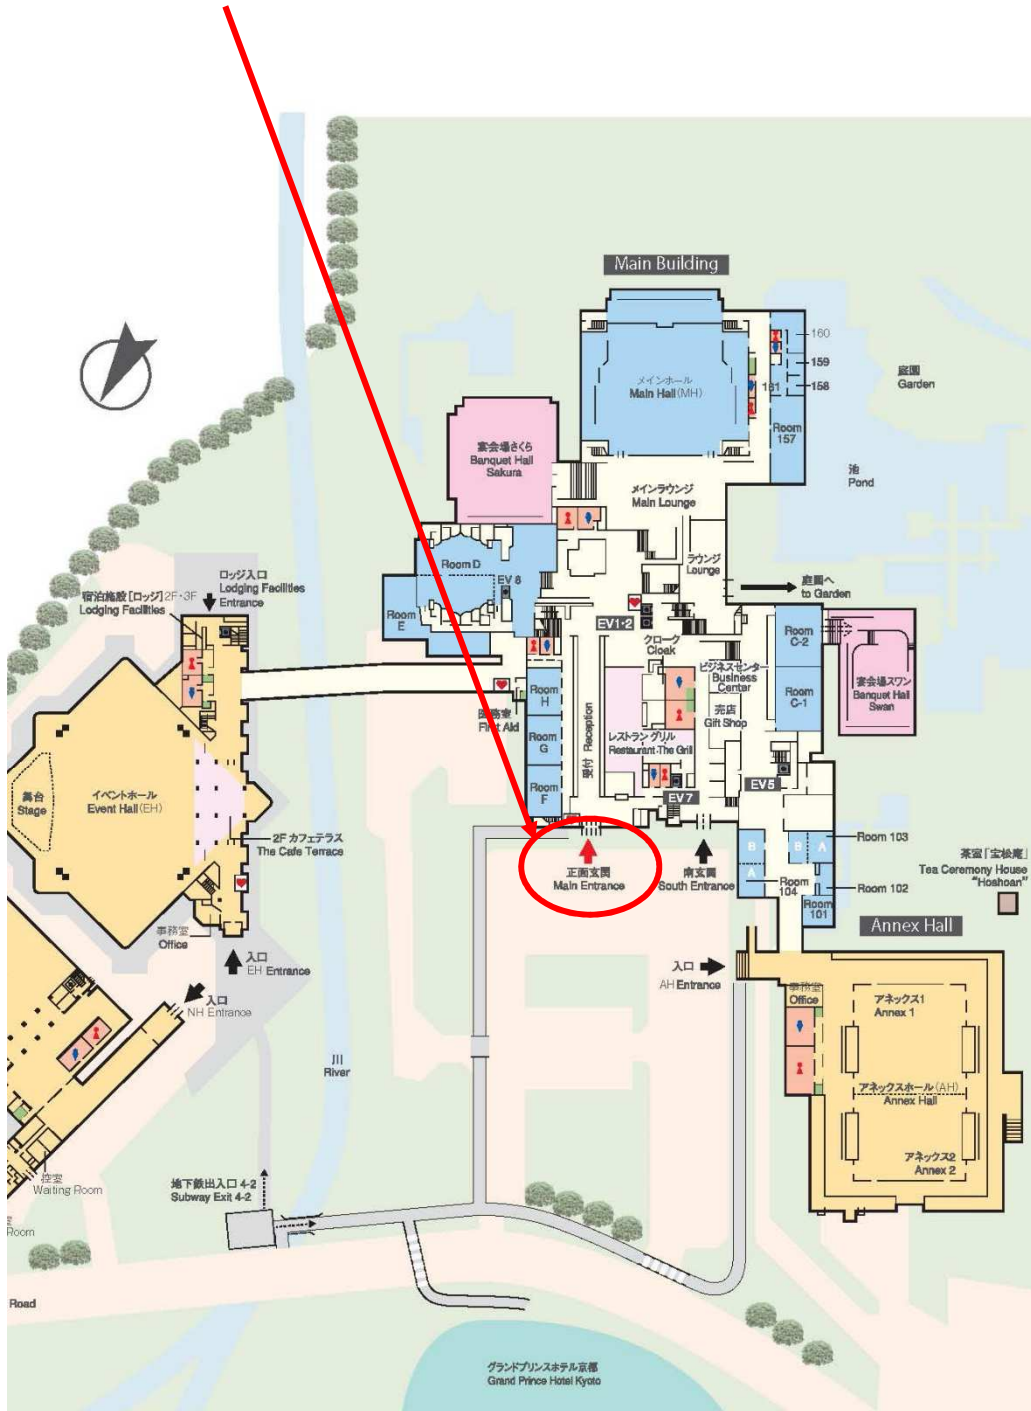 Main Building
メインホール
Main Hall(MH)
160
159
158
161
Room
157
庭園
Garden
池
Pond
宴会場さくら
Banquet Hall
Sakura
メインラウンジ
Main Lounge
ラウンジ
Lounge
庭園へ
to Garden
Room D
EV 8
Room
E
EV1・2
クローク
Cloak
ビジネスセンター
Business
Center
売店
Gift Shop
Room
C-2
Room
C-1
宴会場スワン
Banquet Hall
Swan
ロッジ入口
Lodging Facilities
Entrance
宿泊施設［ロッジ］2F・3F
Lodging Facilities
医務室
First Aid
Room
H
Room
G
Room
F
受付 Reception
レストラン グリル
Restaurant The Grill
EV7
EV5
舞台
Stage
イベントホール
Event Hall(EH)
2F カフェテラス
The Cafe Terrace
事務室
Office
入口
EH Entrance
入口
NH Entrance
正面玄関
Main Entrance
南玄関
South Entrance
B
A
B
A
Room
104
Room 103
Room 102
Room
101
茶室「宝松庵」
Tea Ceremony House
"Hoshoan"
Annex Hall
入口
AH Entrance
事務室
Office
アネックス1
Annex 1
アネックスホール(AH)
Annex Hall
アネックス2
Annex 2
川
River
控室
Waiting Room
室
Room
地下鉄出入口 4-2
Subway Exit 4-2
Road
グランドプリンスホテル京都
Grand Prince Hotel Kyoto